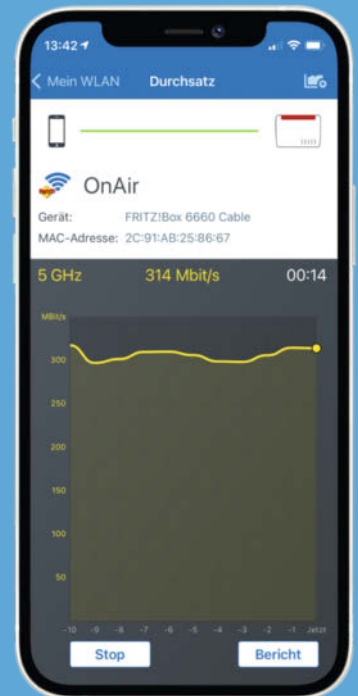 13:42
Mein WLAN Durchsatz
OnAir
Gerät: FRITZ!Box 6660 Cable
MAC-Adresse: 2C:91:AB:25:86:67
5 GHz 314 Mbit/s 00:14
MBit/s
300
250
200
150
100
50
-10 -9 -8 -7 -6 -5 -4 -3 -2 -1 Jetzt
Stop Bericht